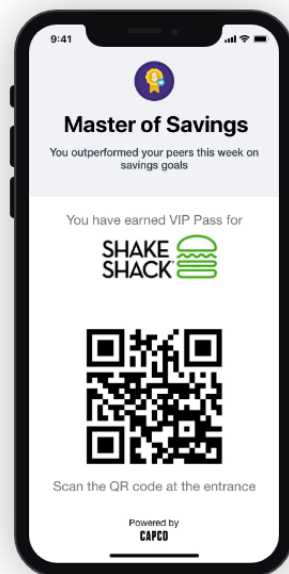 9:41
Master of Savings
You outperformed your peers this week on
savings goals
You have earned VIP Pass for
SHAKE
SHACK
Scan the QR code at the entrance
Powered by
CAPCO